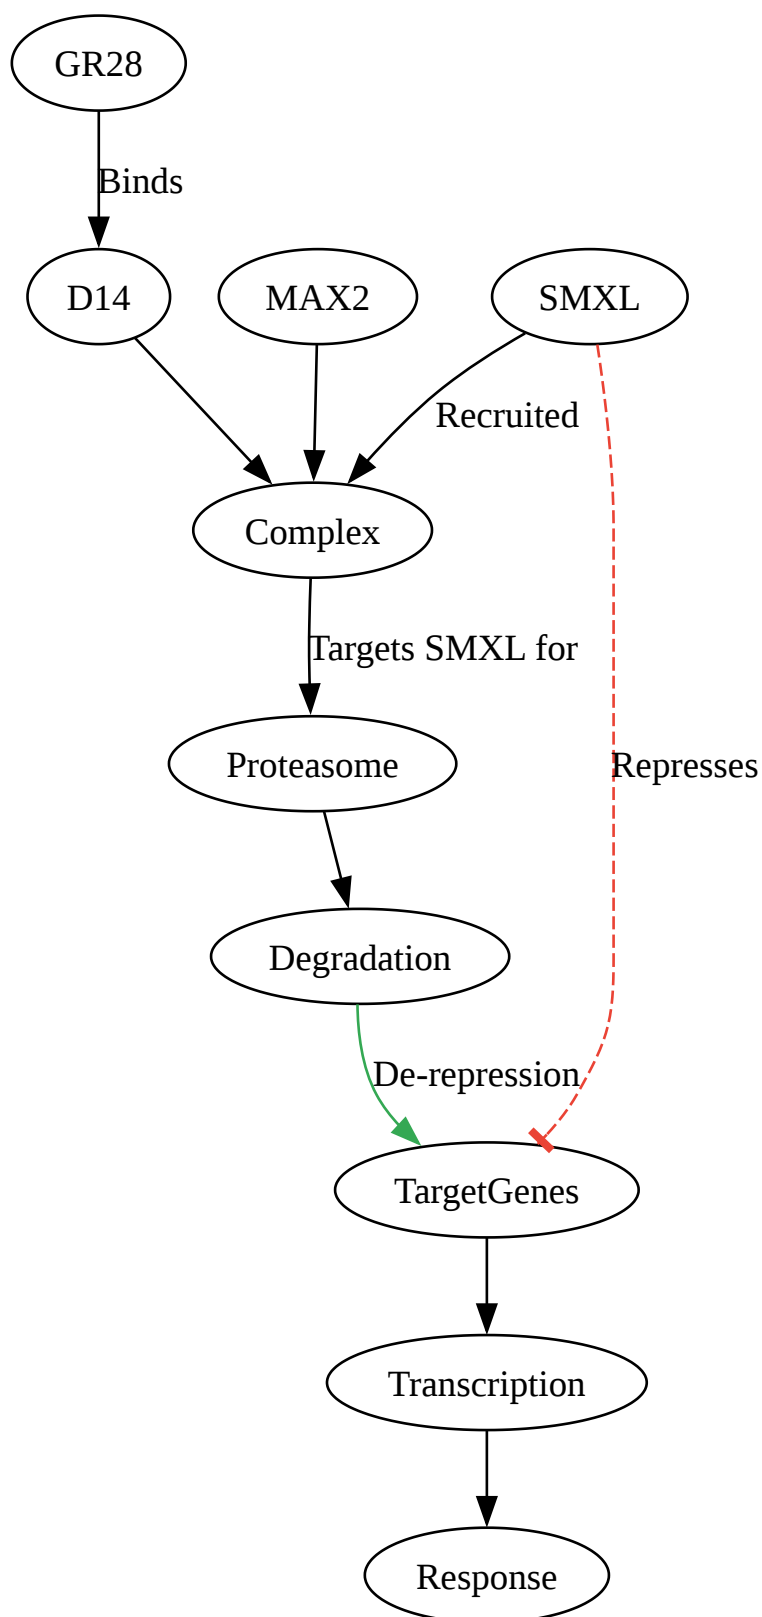 GR28
Binds
D14
MAX2
SMXL
Recruited
Complex
Targets SMXL for
Proteasome
Represses
Degradation
De-repression
TargetGenes
Transcription
Response